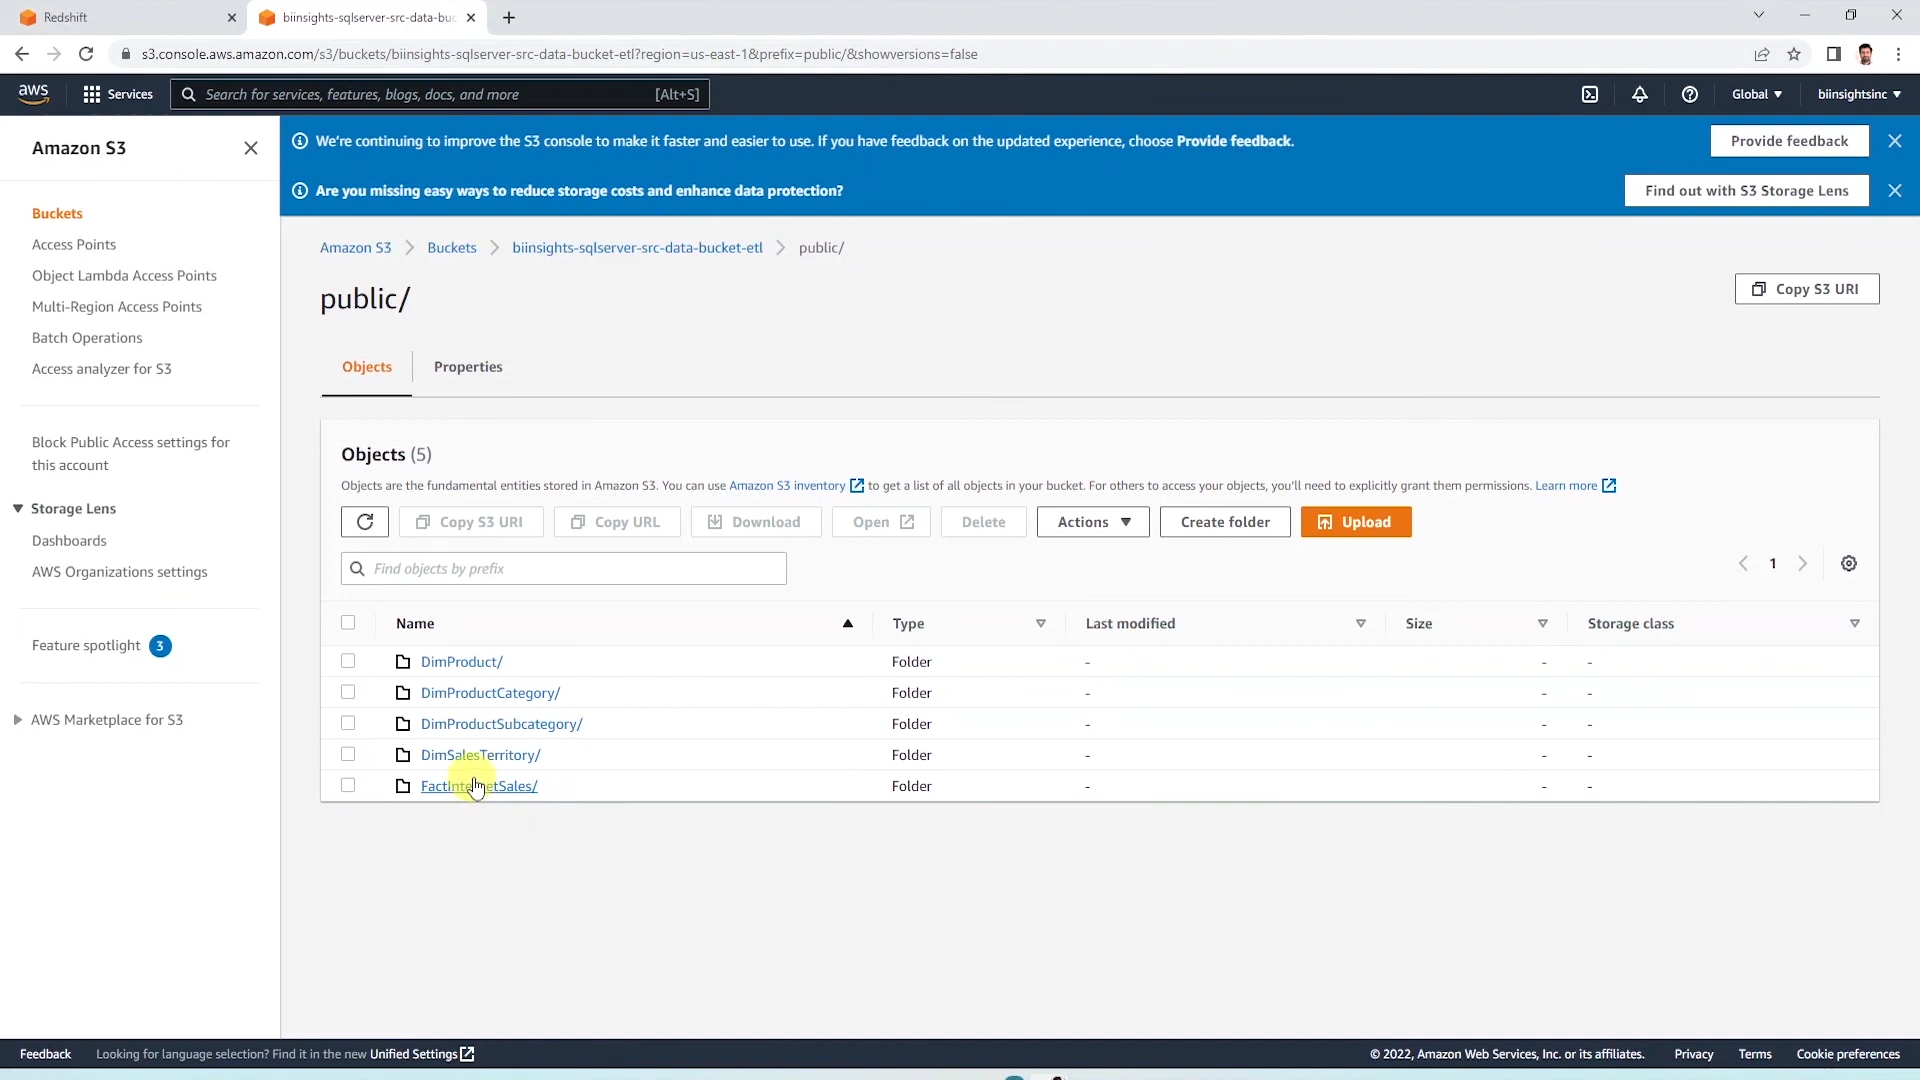 Redshift
biinsights-sqlserver-src-data-buc
s3.console.aws.amazon.com/s3/buckets/biinsights-sqlserver-src-data-bucket-etl?region=us-east-1&prefix=public/&showversions=false
aws
Services
Search for services, features, blogs, docs, and more
[Alt+S]
Global
biinsightsinc
Amazon S3
We're continuing to improve the S3 console to make it faster and easier to use. If you have feedback on the updated experience, choose Provide feedback.
Provide feedback
Are you missing easy ways to reduce storage costs and enhance data protection?
Find out with S3 Storage Lens
Buckets
Access Points
Object Lambda Access Points
Multi-Region Access Points
Batch Operations
Access analyzer for S3
Block Public Access settings for
this account
Storage Lens
Dashboards
AWS Organizations settings
Feature spotlight 3
AWS Marketplace for S3
Amazon S3
Buckets
biinsights-sqlserver-src-data-bucket-etl
public/
public/
Copy S3 URI
Objects
Properties
Objects (5)
Objects are the fundamental entities stored in Amazon S3. You can use Amazon S3 inventory to get a list of all objects in your bucket. For others to access your objects, you'll need to explicitly grant them permissions. Learn more
Copy S3 URI
Copy URL
Download
Open
Delete
Actions
Create folder
Upload
Find objects by prefix
1
Name Type Last modified Size Storage class
DimProduct/ Folder - - -
DimProductCategory/ Folder - - -
DimProductSubcategory/ Folder - - -
DimSalesTerritory/ Folder - - -
FactInternetSales/ Folder - - -
Feedback
Looking for language selection? Find it in the new Unified Settings
© 2022, Amazon Web Services, Inc. or its affiliates.
Privacy
Terms
Cookie preferences